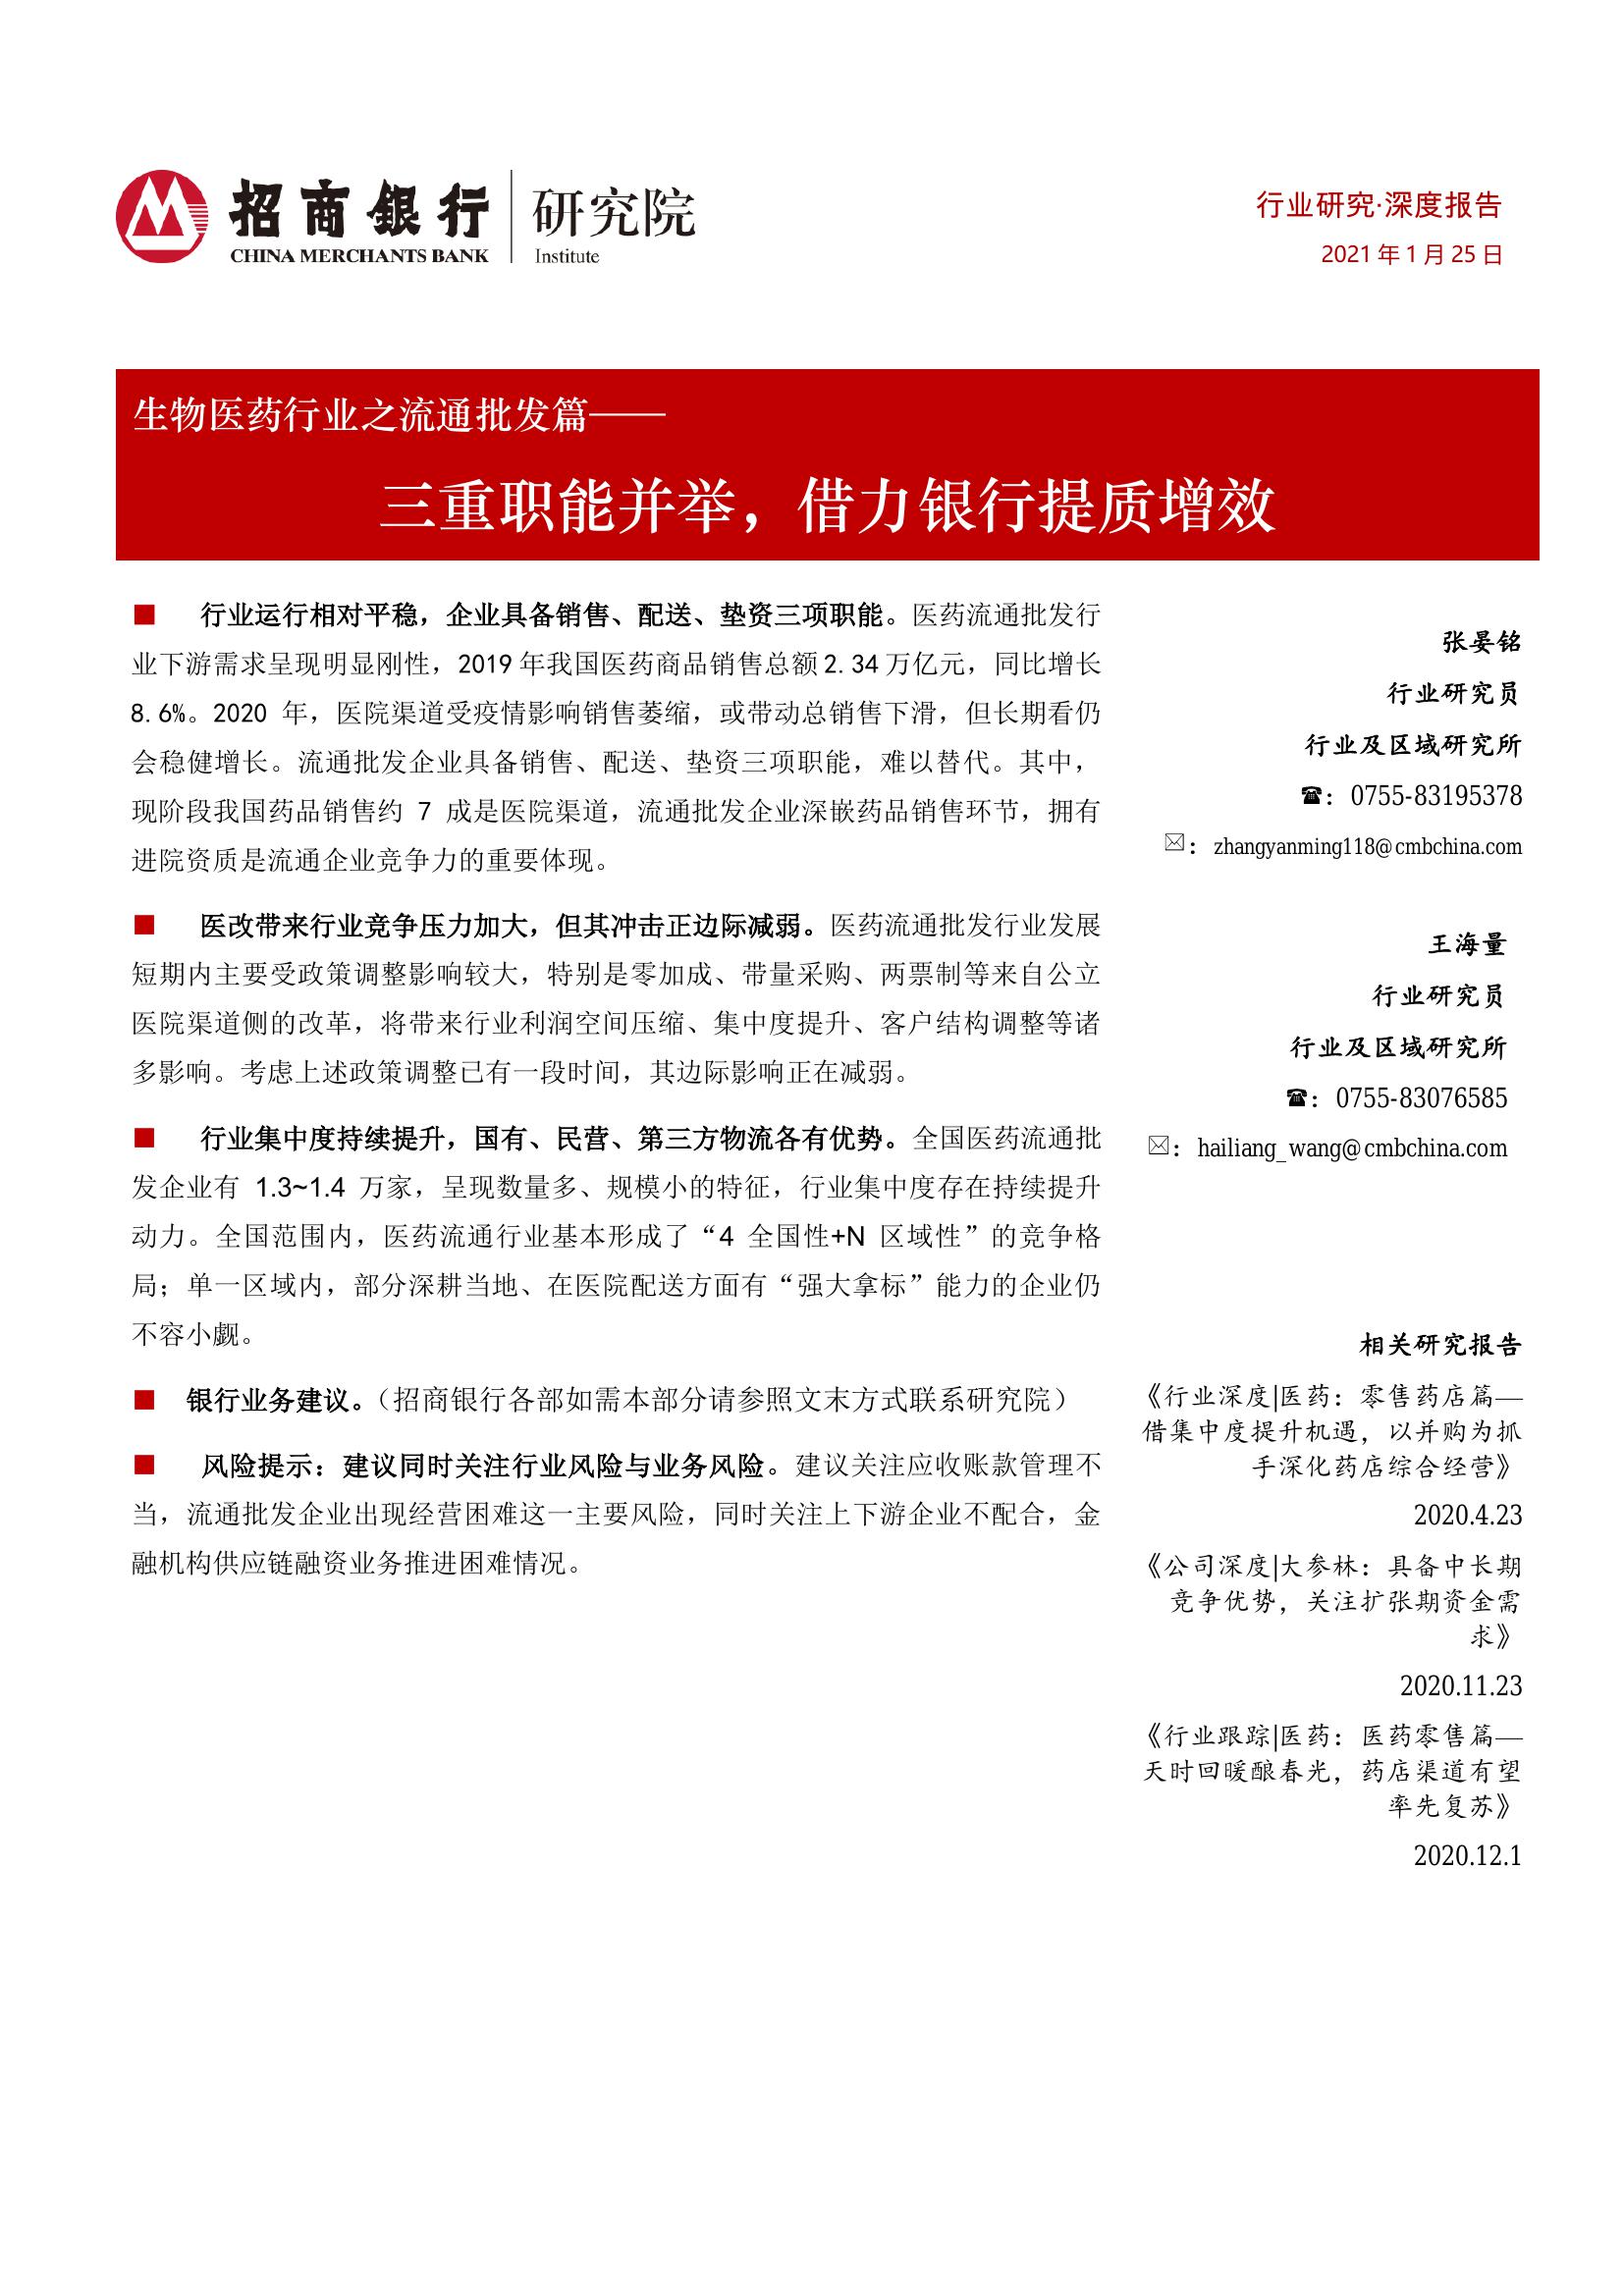 招商银行
CHINA MERCHANTS BANK
研究院
Institute
行业研究·深度报告
2021 年 1 月 25 日
生物医药行业之流通批发篇——
三重职能并举，借力银行提质增效
■ 行业运行相对平稳，企业具备销售、配送、垫资三项职能。医药流通批发行
业下游需求呈现明显刚性，2019 年我国医药商品销售总额 2.34 万亿元，同比增长
8.6%。2020 年，医院渠道受疫情影响销售萎缩，或带动总销售下滑，但长期看仍
会稳健增长。流通批发企业具备销售、配送、垫资三项职能，难以替代。其中，
现阶段我国药品销售约 7 成是医院渠道，流通批发企业深嵌药品销售环节，拥有
进院资质是流通企业竞争力的重要体现。
■ 医改带来行业竞争压力加大，但其冲击正边际减弱。医药流通批发行业发展
短期内主要受政策调整影响较大，特别是零加成、带量采购、两票制等来自公立
医院渠道侧的改革，将带来行业利润空间压缩、集中度提升、客户结构调整等诸
多影响。考虑上述政策调整已有一段时间，其边际影响正在减弱。
■ 行业集中度持续提升，国有、民营、第三方物流各有优势。全国医药流通批
发企业有 1.3~1.4 万家，呈现数量多、规模小的特征，行业集中度存在持续提升
动力。全国范围内，医药流通行业基本形成了“4 全国性+N 区域性”的竞争格
局；单一区域内，部分深耕当地、在医院配送方面有“强大拿标”能力的企业仍
不容小觑。
■ 银行业务建议。（招商银行各部如需本部分请参照文末方式联系研究院）
■ 风险提示：建议同时关注行业风险与业务风险。建议关注应收账款管理不
当，流通批发企业出现经营困难这一主要风险，同时关注上下游企业不配合，金
融机构供应链融资业务推进困难情况。
张晏铭
行业研究员
行业及区域研究所
☎：0755-83195378
✉：zhangyanming118@cmbchina.com
王海量
行业研究员
行业及区域研究所
☎：0755-83076585
✉：hailiang_wang@cmbchina.com
相关研究报告
《行业深度|医药：零售药店篇—
借集中度提升机遇，以并购为抓
手深化药店综合经营》
2020.4.23
《公司深度|大参林：具备中长期
竞争优势，关注扩张期资金需
求》
2020.11.23
《行业跟踪|医药：医药零售篇—
天时回暖酿春光，药店渠道有望
率先复苏》
2020.12.1